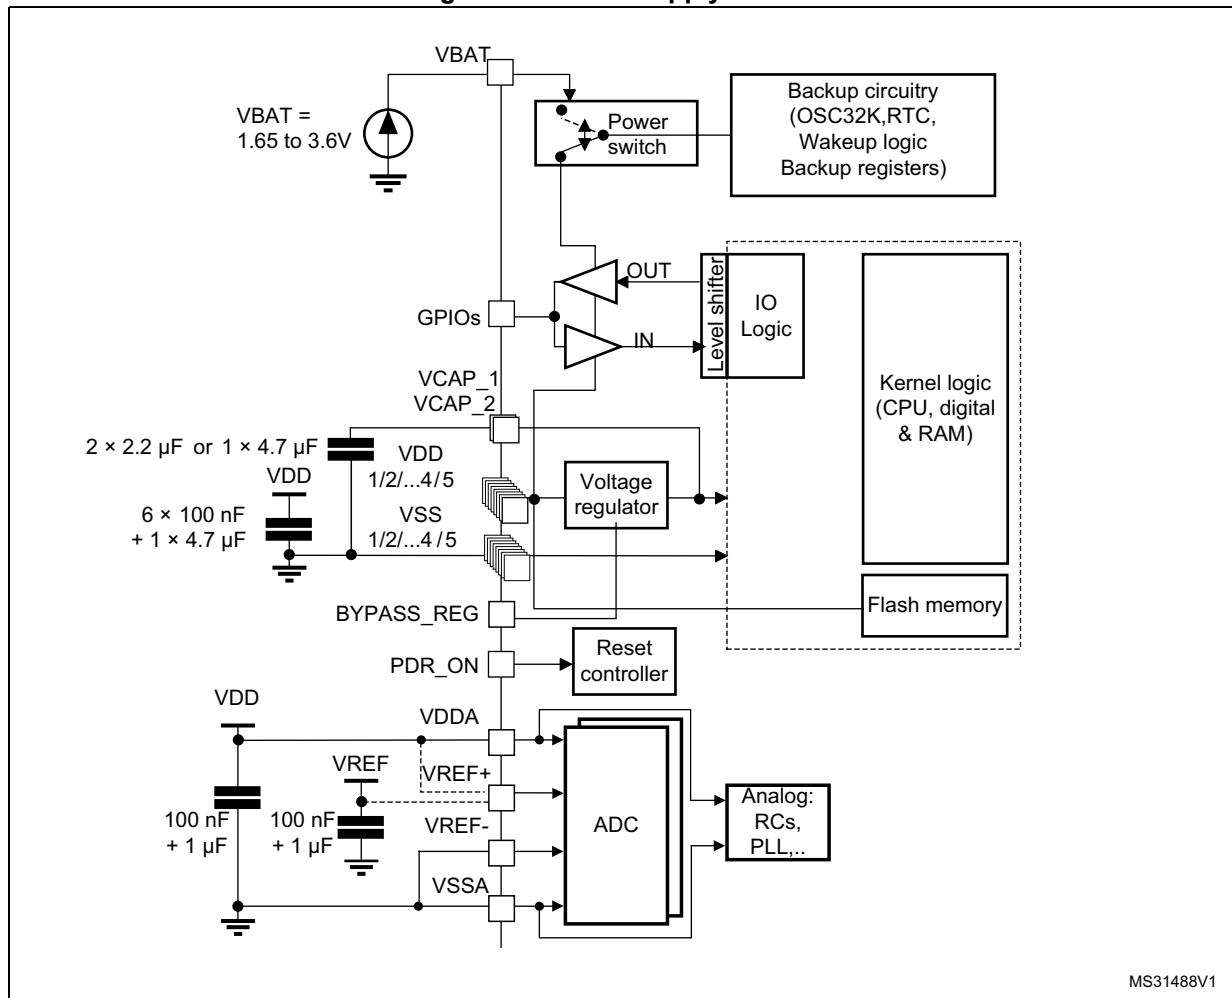 VBAT
VBAT =
1.65 to 3.6V
Power
switch
Backup circuitry
(OSC32K,RTC,
Wakeup logic
Backup registers)
OUT
GPIOs
IN
Level shifter
IO
Logic
Kernel logic
(CPU, digital
& RAM)
VCAP_1
VCAP_2
2 × 2.2 µF or 1 × 4.7 µF
VDD
1/2/...4/5
VDD
Voltage
regulator
6 × 100 nF
+ 1 × 4.7 µF
VSS
1/2/...4/5
Flash memory
BYPASS_REG
PDR_ON
Reset
controller
VDD
VDDA
VREF
VREF+
100 nF
+ 1 µF
100 nF
+ 1 µF
VREF-
VSSA
ADC
Analog:
RCs,
PLL,..
MS31488V1